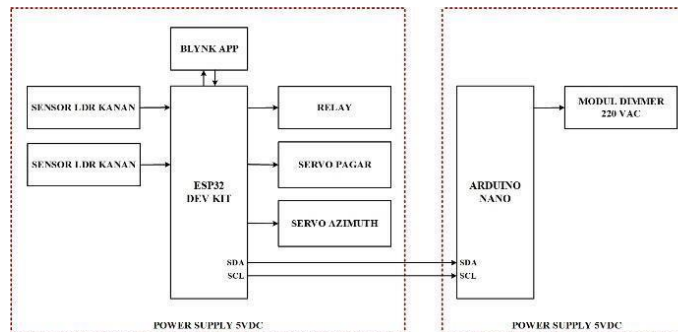 BLYNK APP
SENSOR LDR KANAN
RELAY
MODUL DIMMER
220 VAC
SENSOR LDR KANAN
SERVO PAGAR
ESP32
DEV KIT
ARDUINO
NANO
SERVO AZIMUTH
SDA
SDA
SCL
SCL
POWER SUPPLY 5VDC
POWER SUPPLY 5VDC